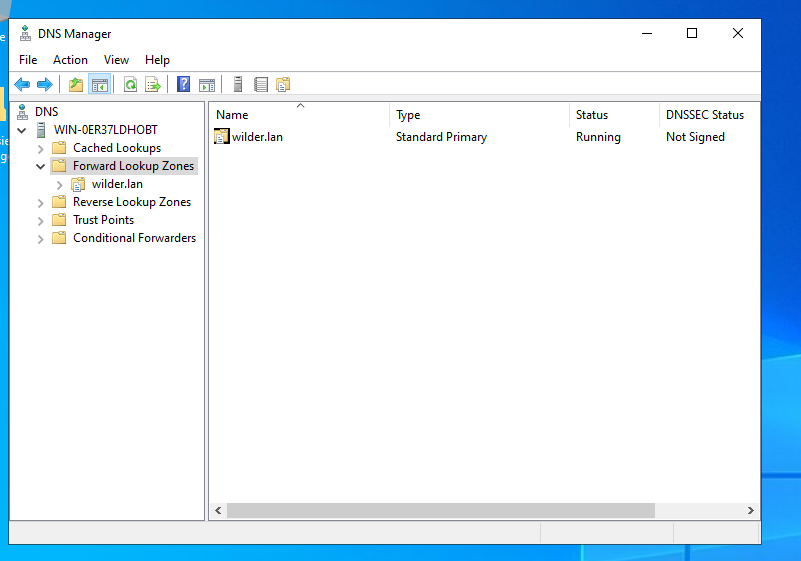 DNS Manager
File Action View Help
DNS
WIN-0ER37LDHOBT
Cached Lookups
Forward Lookup Zones
wilder.lan
Reverse Lookup Zones
Trust Points
Conditional Forwarders
Name Type Status DNSSEC Status
wilder.lan Standard Primary Running Not Signed